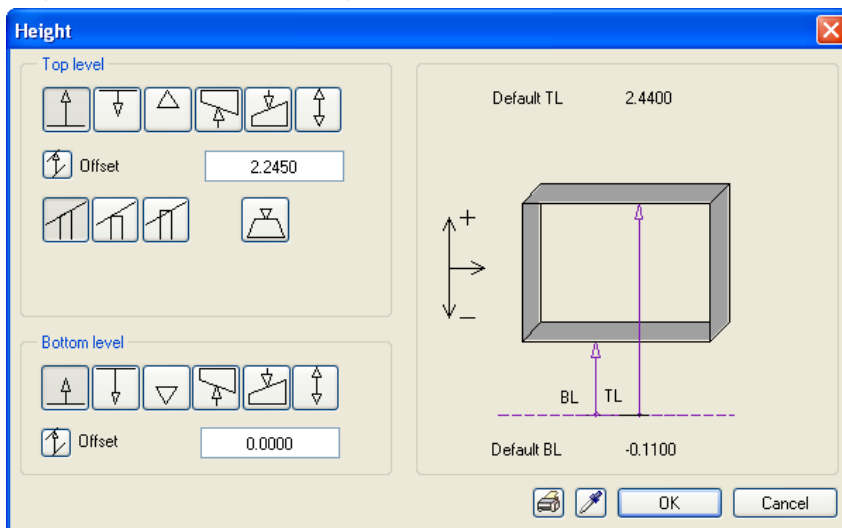 Height
Top level
Offset 2.2450
Bottom level
Offset 0.0000
Default TL 2.4400
+
−
BL TL
Default BL -0.1100
OK Cancel